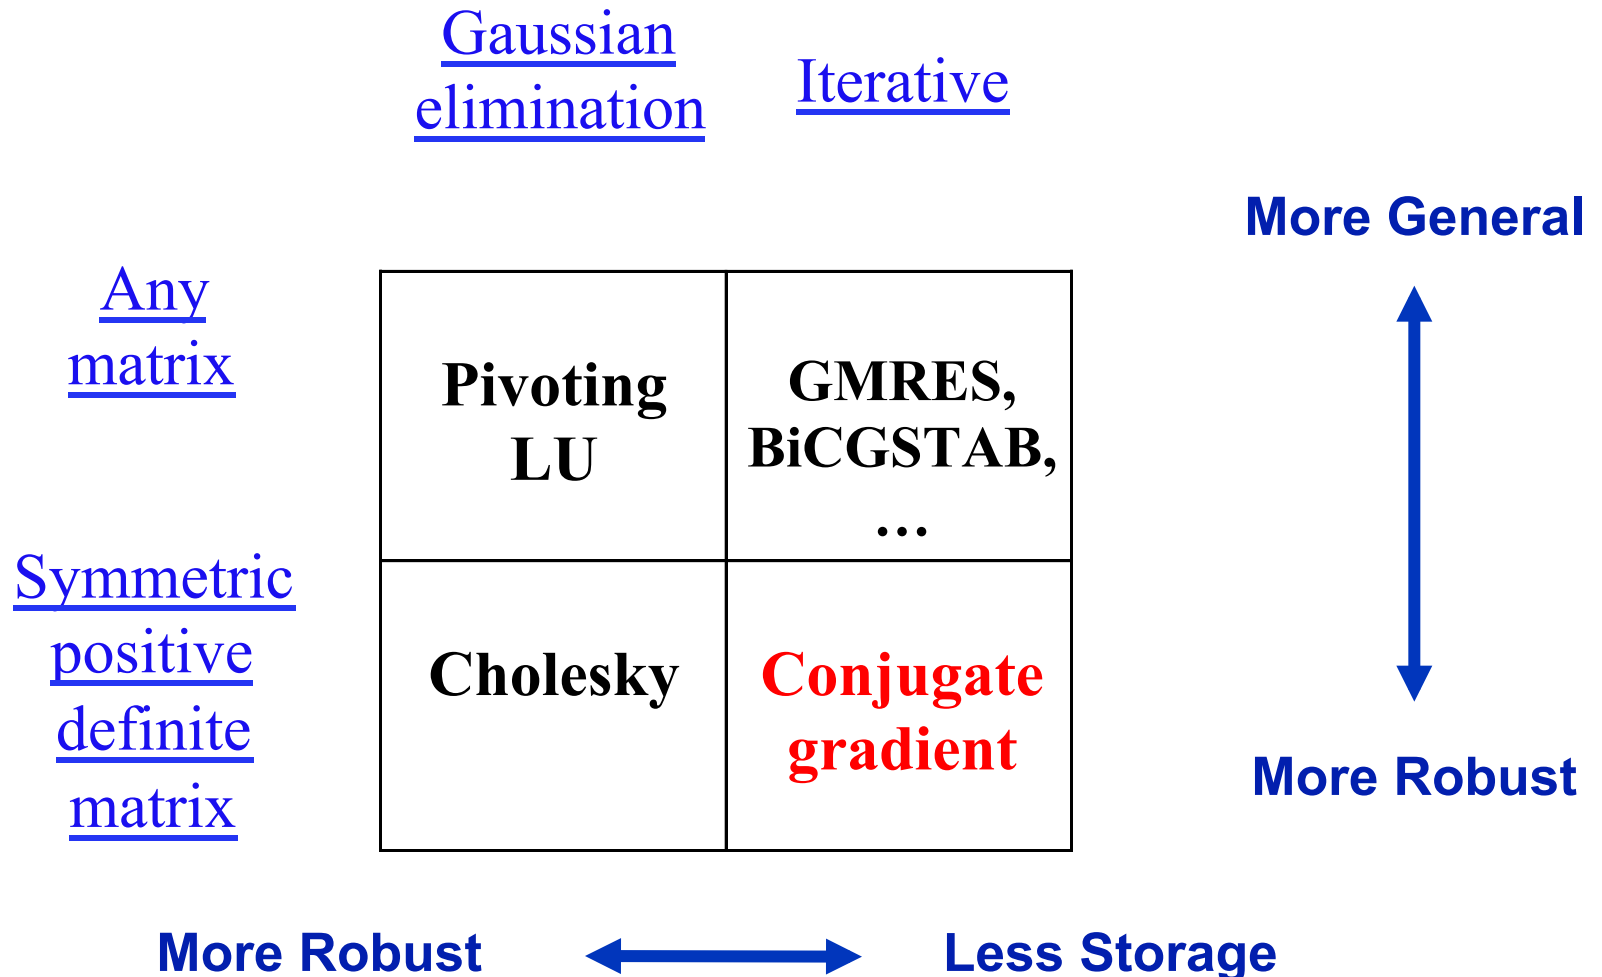 Gaussian
elimination
Iterative
More General
Any
matrix
Pivoting
LU
GMRES,
BiCGSTAB,
…
Symmetric
positive
definite
matrix
Cholesky
Conjugate
gradient
More Robust
More Robust
Less Storage